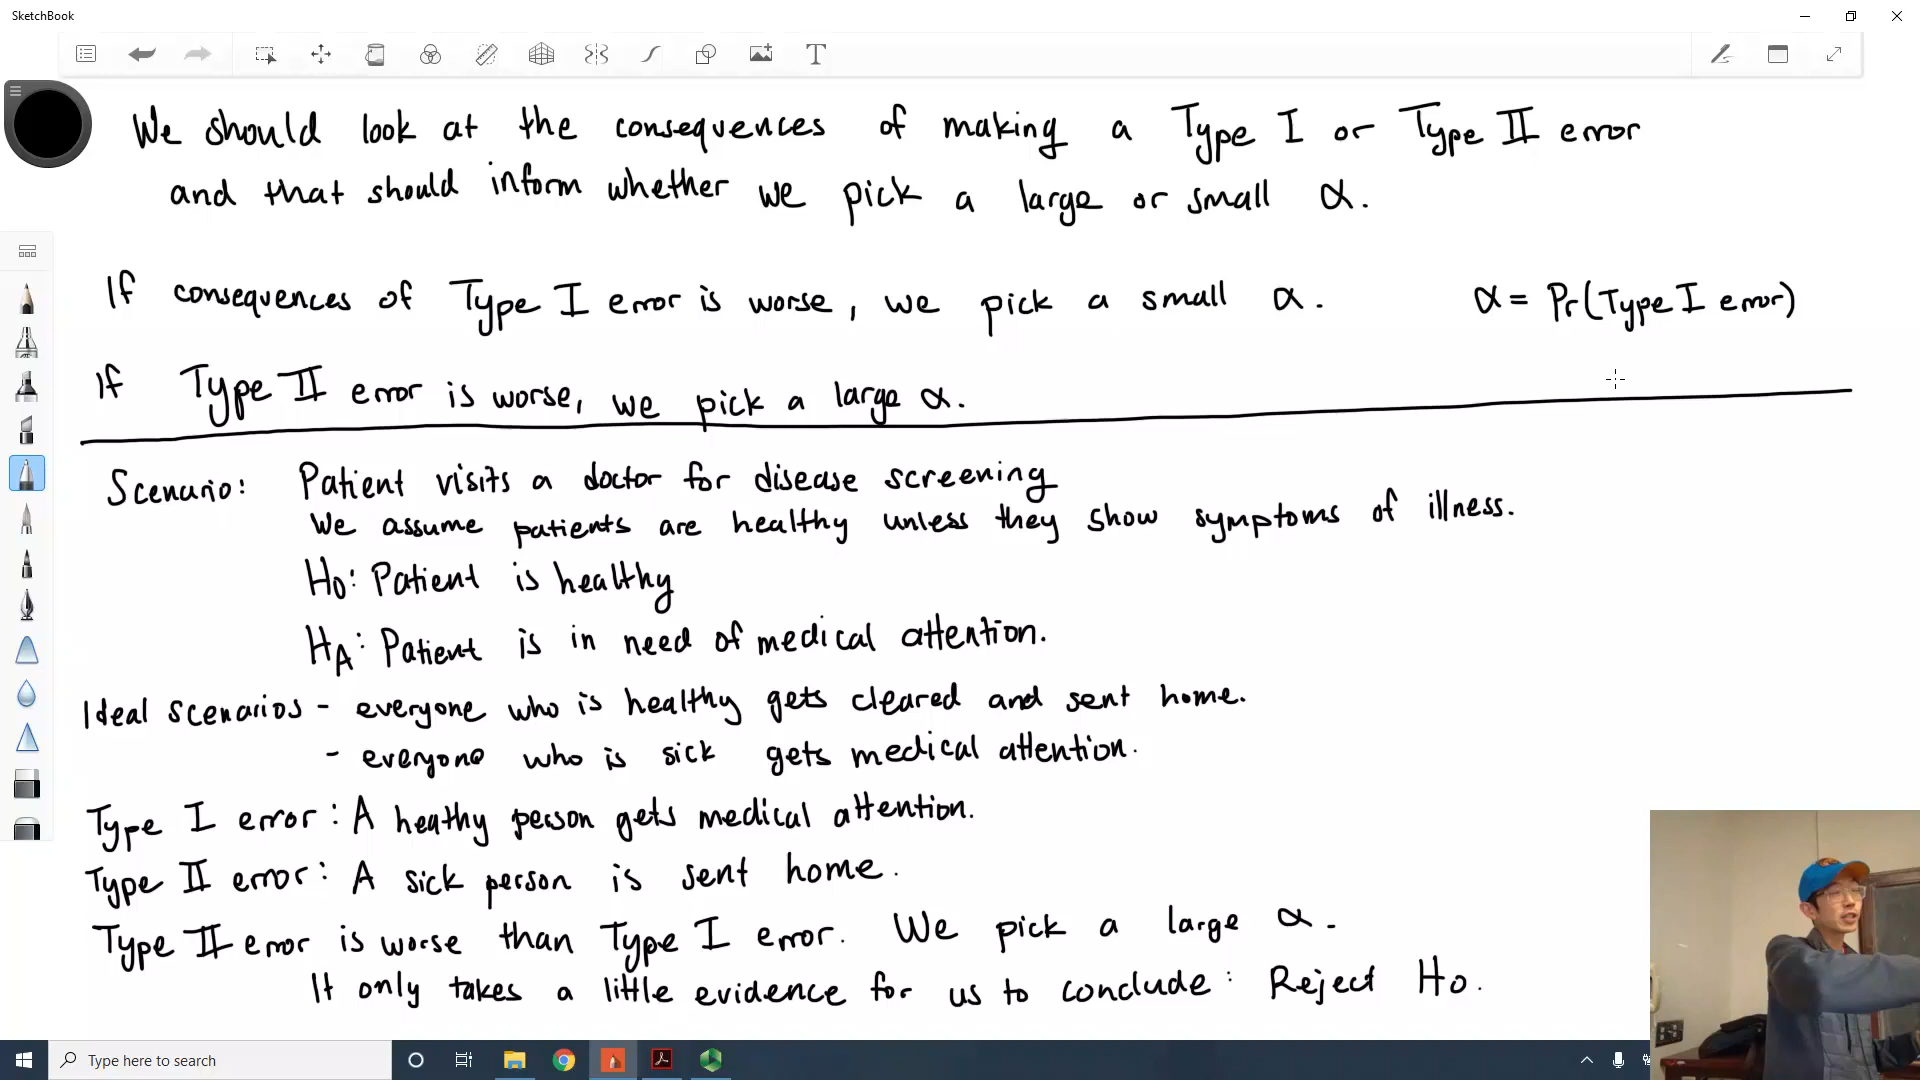 SketchBook
We should look at the consequences of making a Type I or Type II error
and that should inform whether we pick a large or small α.
If consequences of Type I error is worse, we pick a small α. α = Pr(Type I error)
If Type II error is worse, we pick a large α.
Scenario: Patient visits a doctor for disease screening
We assume patients are healthy unless they show symptoms of illness.
H0: Patient is healthy
HA: Patient is in need of medical attention.
Ideal scenarios - everyone who is healthy gets cleared and sent home.
- everyone who is sick gets medical attention.
Type I error: A heathy person gets medical attention.
Type II error: A sick person is sent home.
Type II error is worse than Type I error. We pick a large α.
It only takes a little evidence for us to conclude: Reject Ho.
Type here to search